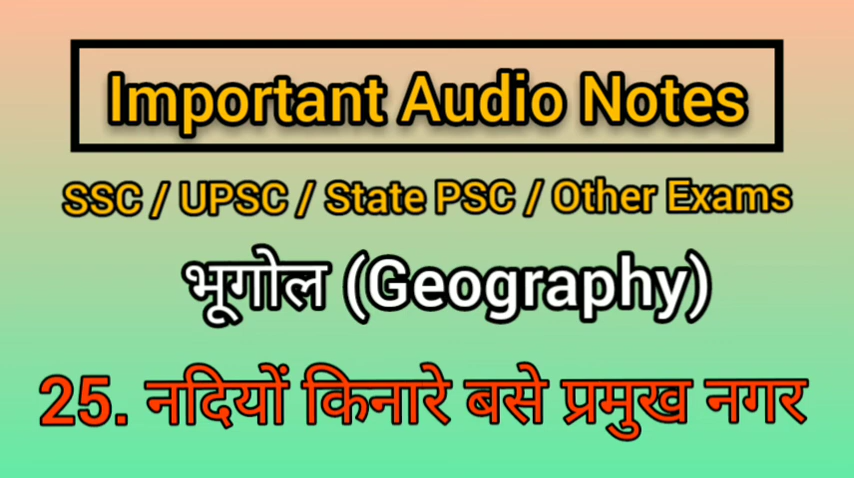 Important Audio Notes
SSC / UPSC / State PSC / Other Exams
भूगोल (Geography)
25. नदियों किनारे बसे प्रमुख नगर